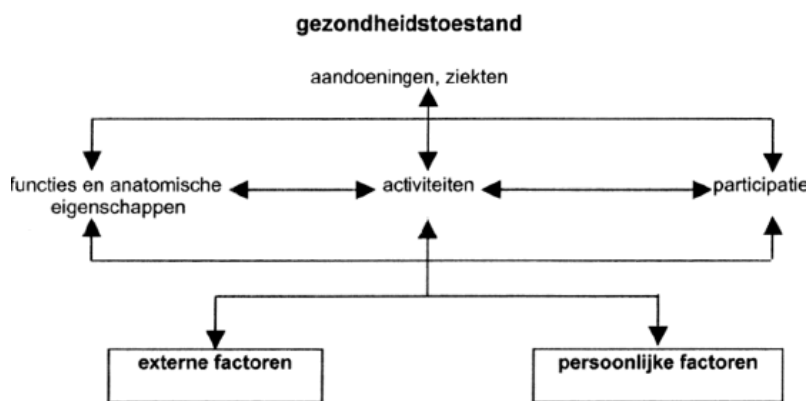 gezondheidstoestand
aandoeningen, ziekten
functies en anatomische
eigenschappen
activiteiten
participatie
externe factoren
persoonlijke factoren